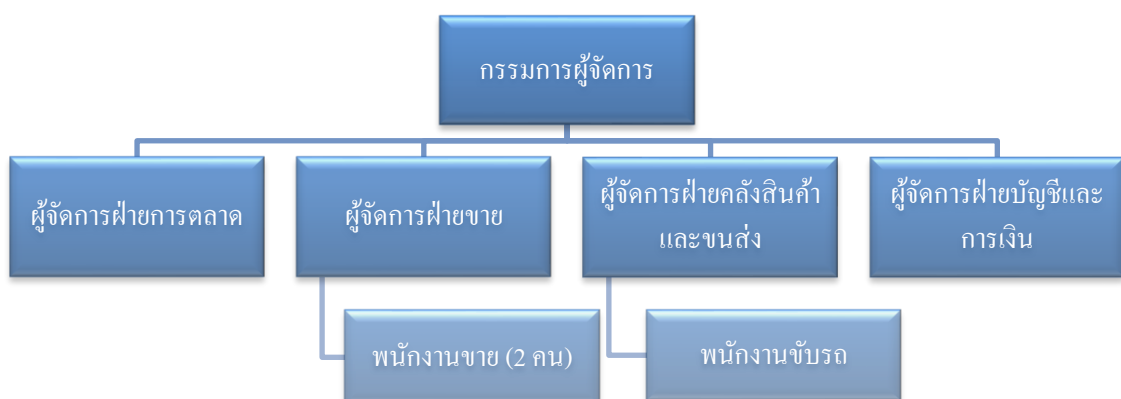 กรรมการผู้จัดการ
ผู้จัดการฝ่ายการตลาด
ผู้จัดการฝ่ายขาย
ผู้จัดการฝ่ายคลังสินค้า
และขนส่ง
ผู้จัดการฝ่ายบัญชีและ
การเงิน
พนักงานขาย (2 คน)
พนักงานขับรถ